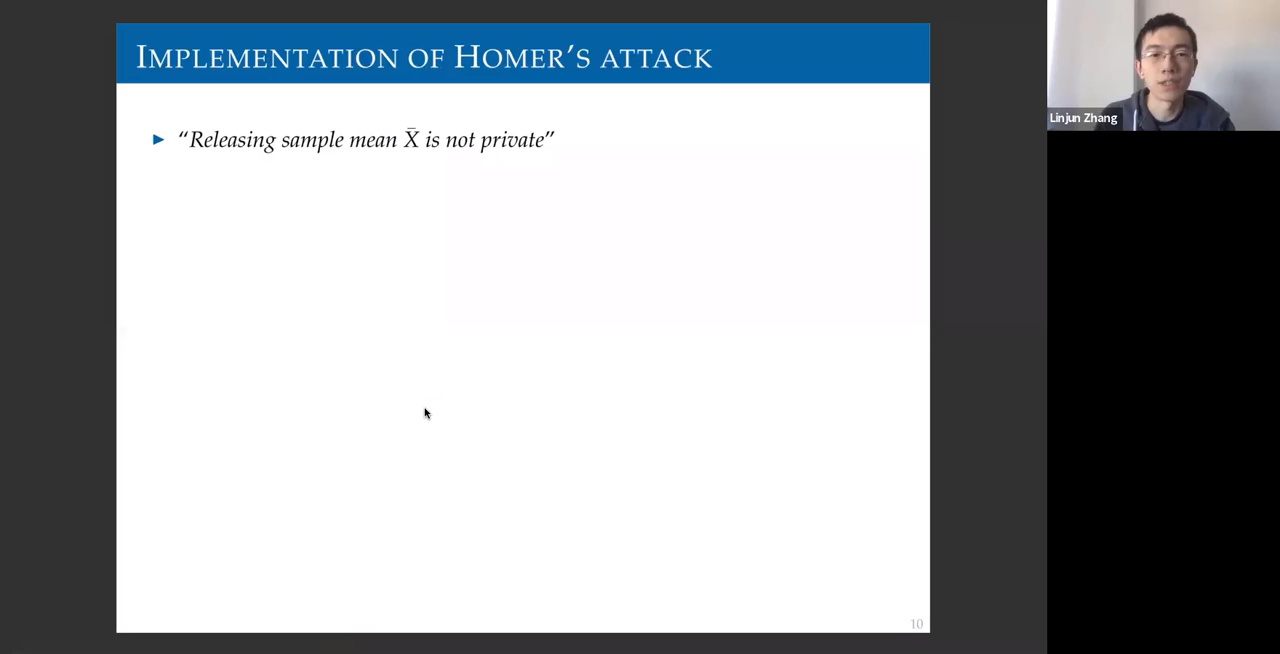 IMPLEMENTATION OF HOMER'S ATTACK
"Releasing sample mean X̄ is not private"
10
Linjun Zhang